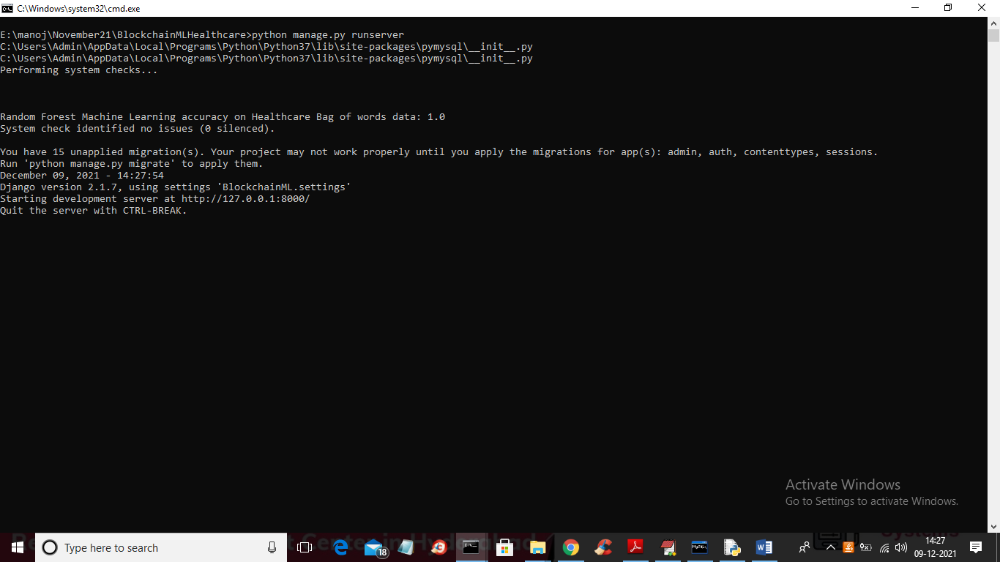 C:\Windows\system32\cmd.exe
E:\manoj\November21\BlockchainMLHealthcare>python manage.py runserver
C:\Users\Admin\AppData\Local\Programs\Python\Python37\lib\site-packages\pymysql\__init__.py
C:\Users\Admin\AppData\Local\Programs\Python\Python37\lib\site-packages\pymysql\__init__.py
Performing system checks...
Random Forest Machine Learning accuracy on Healthcare Bag of words data: 1.0
System check identified no issues (0 silenced).
You have 15 unapplied migration(s). Your project may not work properly until you apply the migrations for app(s): admin, auth, contenttypes, sessions.
Run 'python manage.py migrate' to apply them.
December 09, 2021 - 14:27:54
Django version 2.1.7, using settings 'BlockchainML.settings'
Starting development server at http://127.0.0.1:8000/
Quit the server with CTRL-BREAK.
Activate Windows
Go to Settings to activate Windows.
Type here to search
18
14:27
09-12-2021